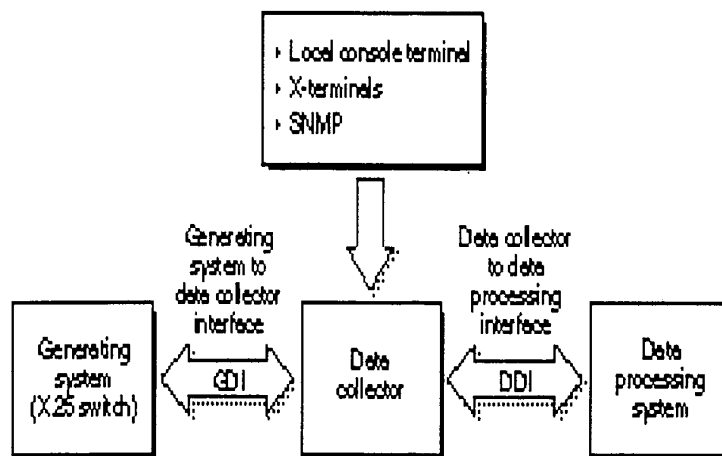 ▸ Local console terminal
▸ X-terminals
▸ SNMP
Generating
system to
data collector
interface
Data collector
to data
processing
interface
Generating
system
(X.25 switch)
GDI
Data
collector
DDI
Data
processing
system